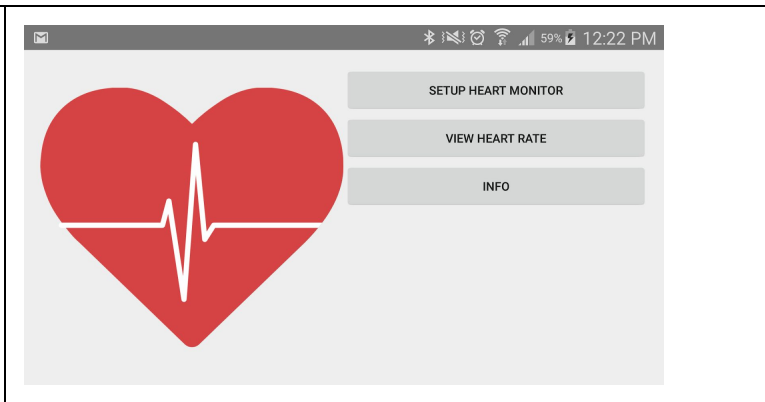 59% 12:22 PM
SETUP HEART MONITOR
VIEW HEART RATE
INFO